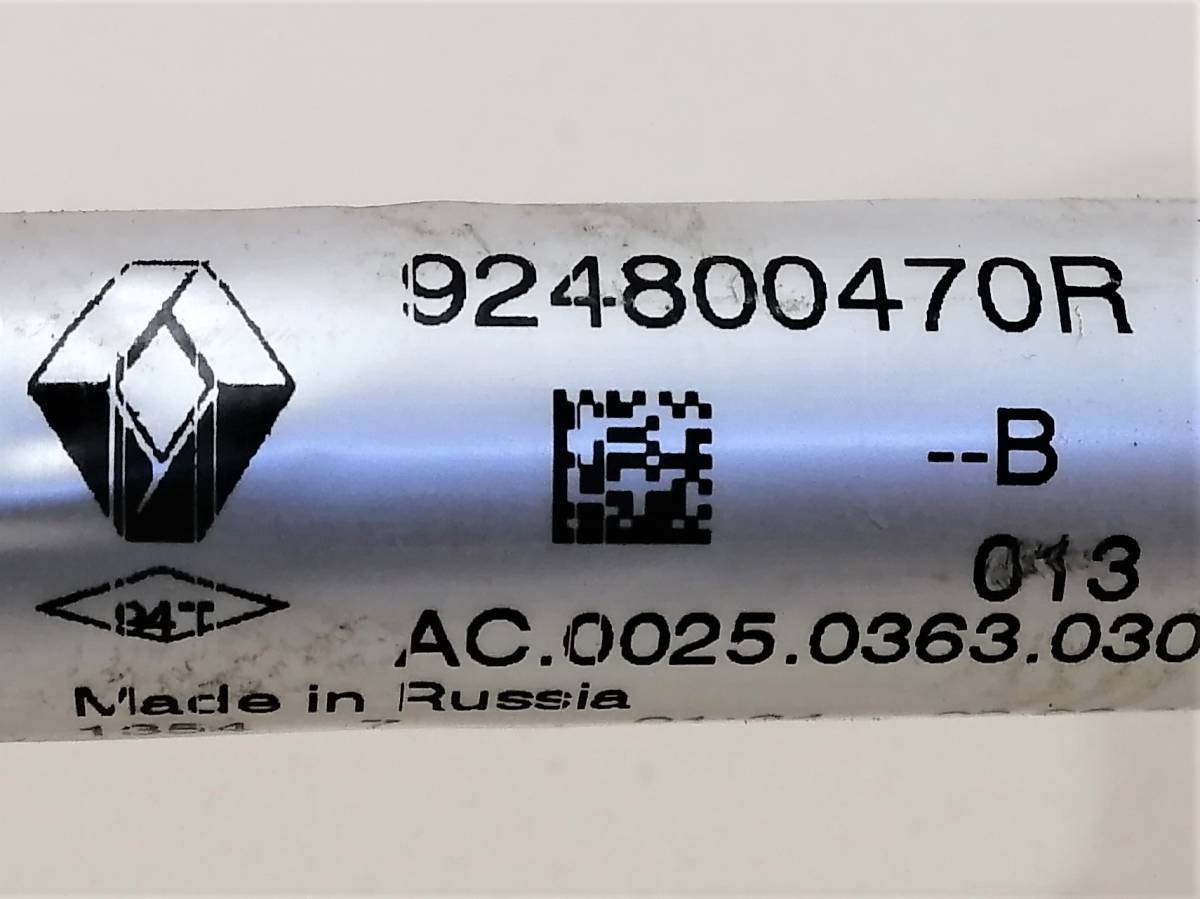 924800470R
--B
013
AC.0025.0363.030
Made in Russia